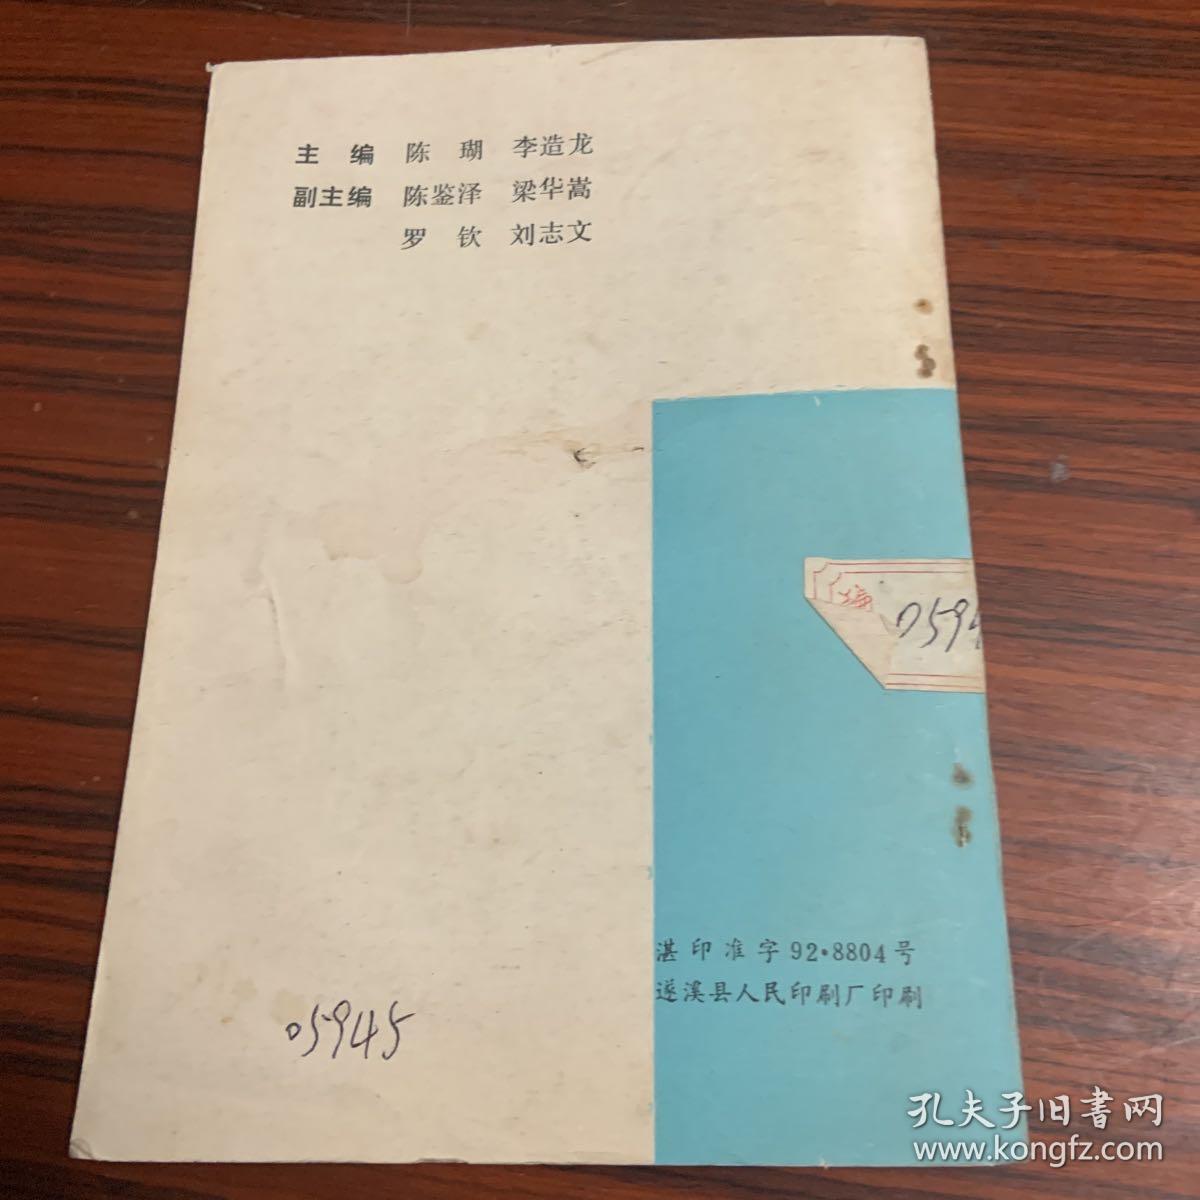 主 编 陈 瑚 李造龙
副主编 陈鉴泽 梁华嵩
罗 钦 刘志文
编 0594
湛印准字92·8804号
遂溪县人民印刷厂印刷
05945
孔夫子旧书网
www.kongfz.com